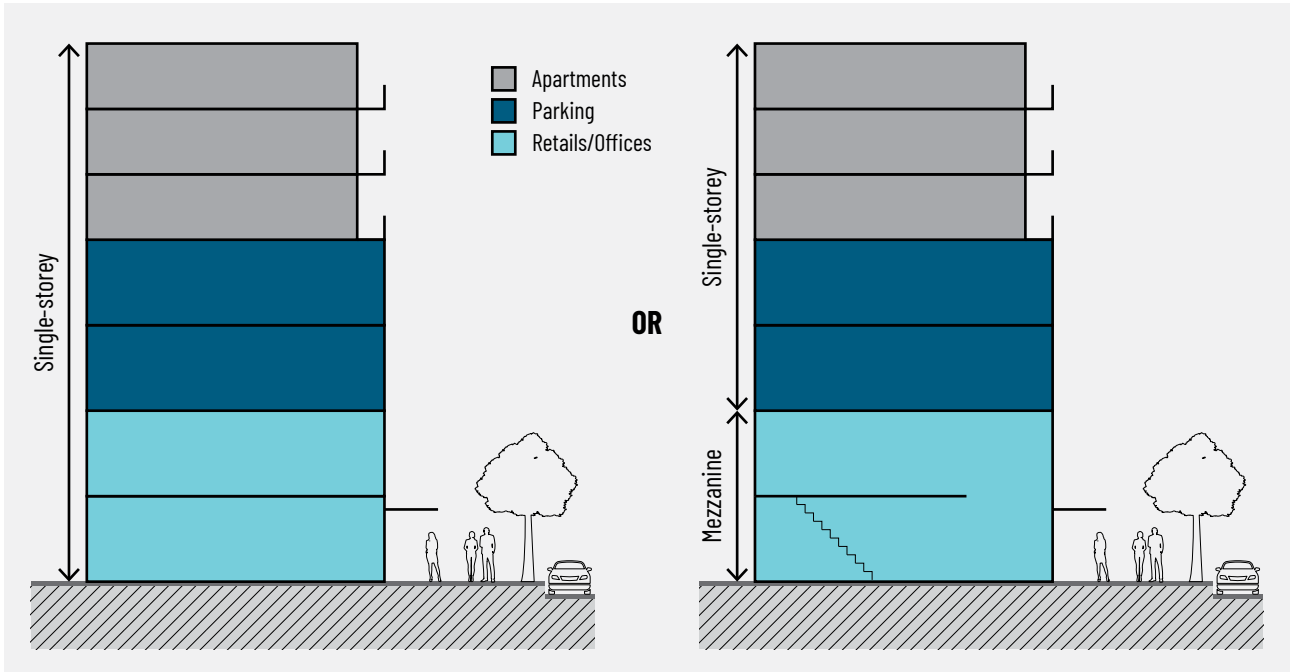 Single-storey
Apartments
Parking
Retails/Offices
OR
Single-storey
Mezzanine